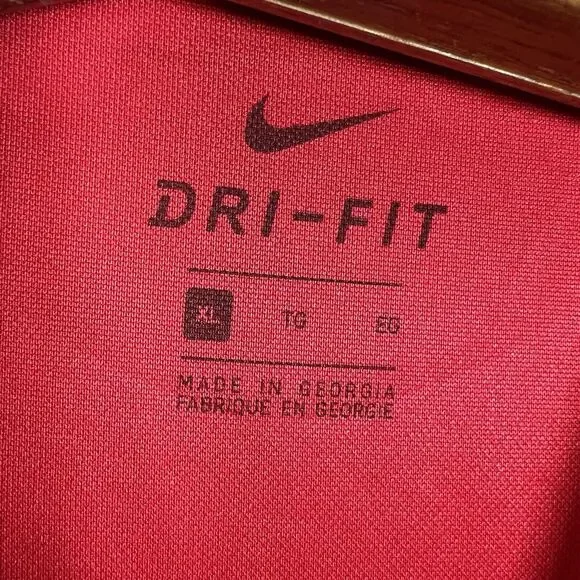 DRI-FIT
XL TG EG
MADE IN GEORGIA
FABRIQUE EN GEORGIE